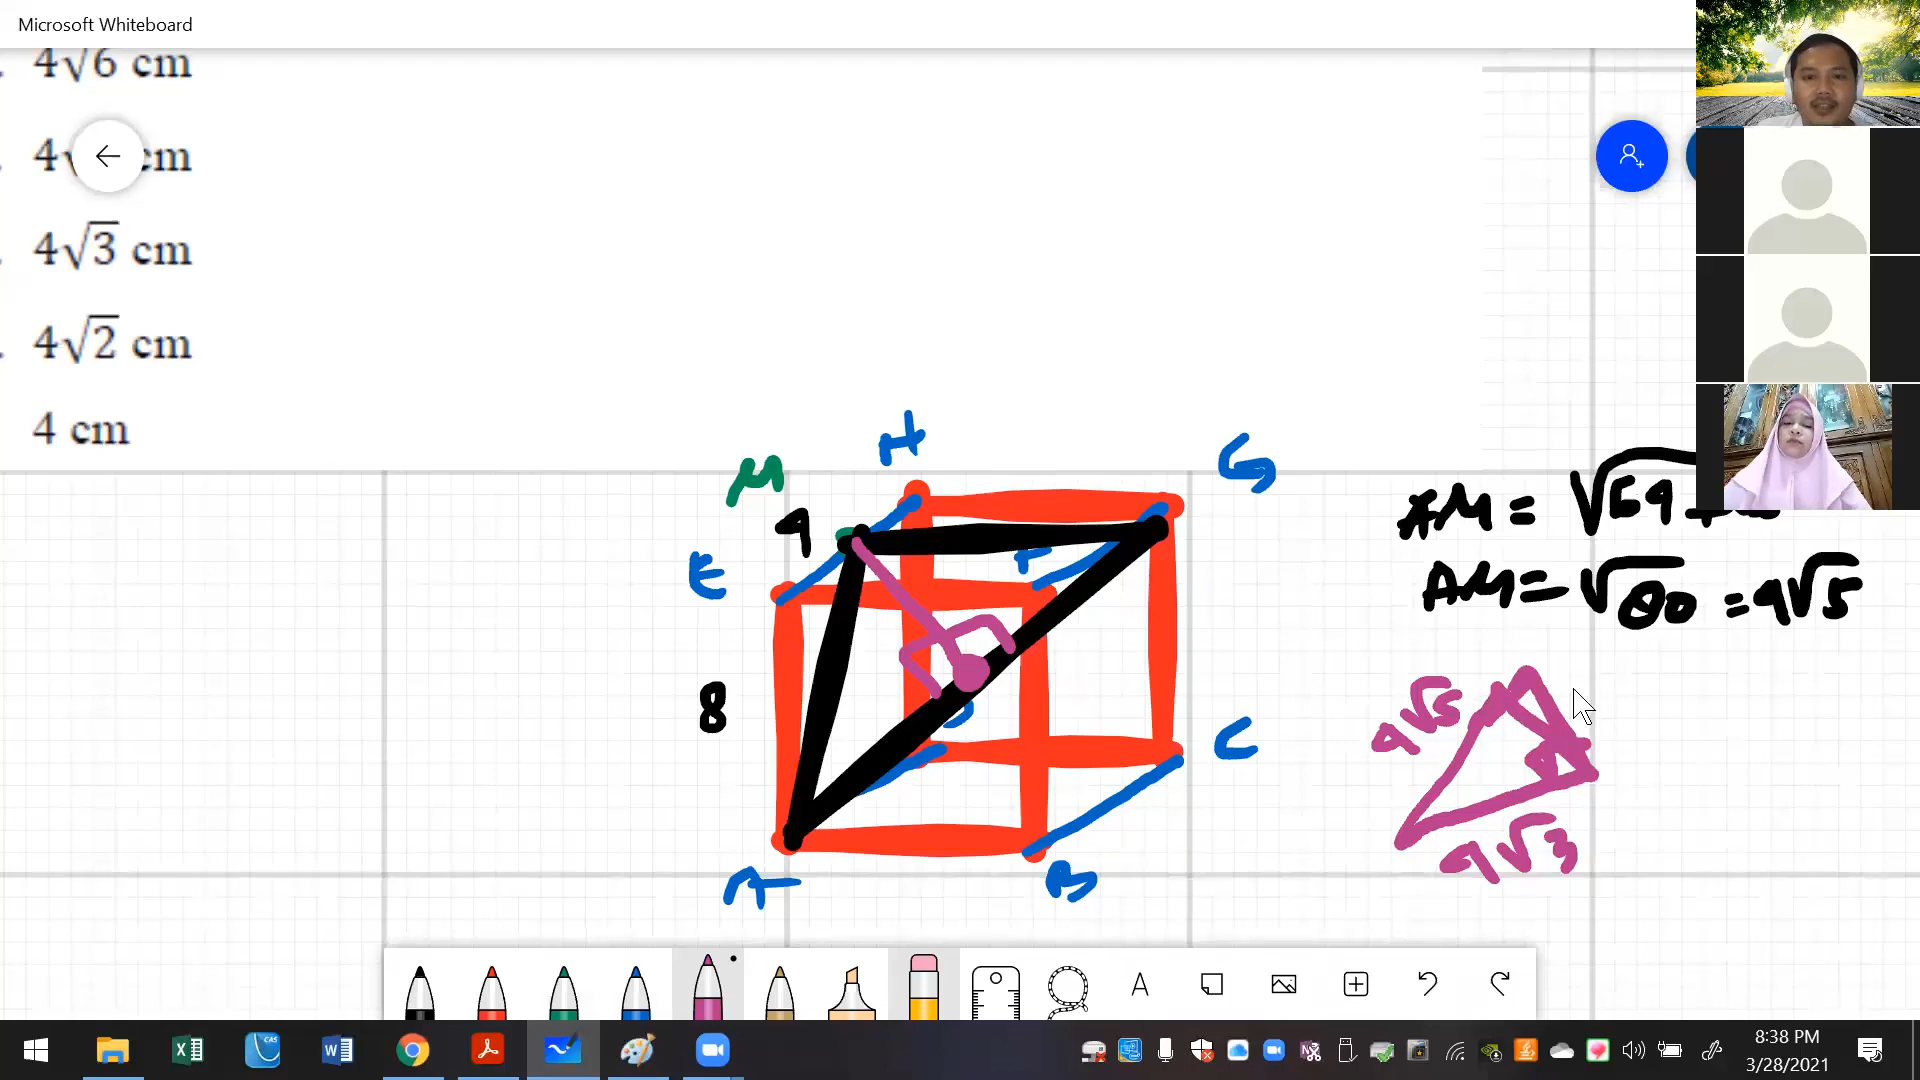 Microsoft Whiteboard
4√6 cm
4√ cm
4√3 cm
4√2 cm
4 cm
H
G
M
4
E
F
8
D
C
A
B
AM = √64 +
AM = √80 = 4√5
4√5
4√3
A
CAS
8:38 PM
3/28/2021